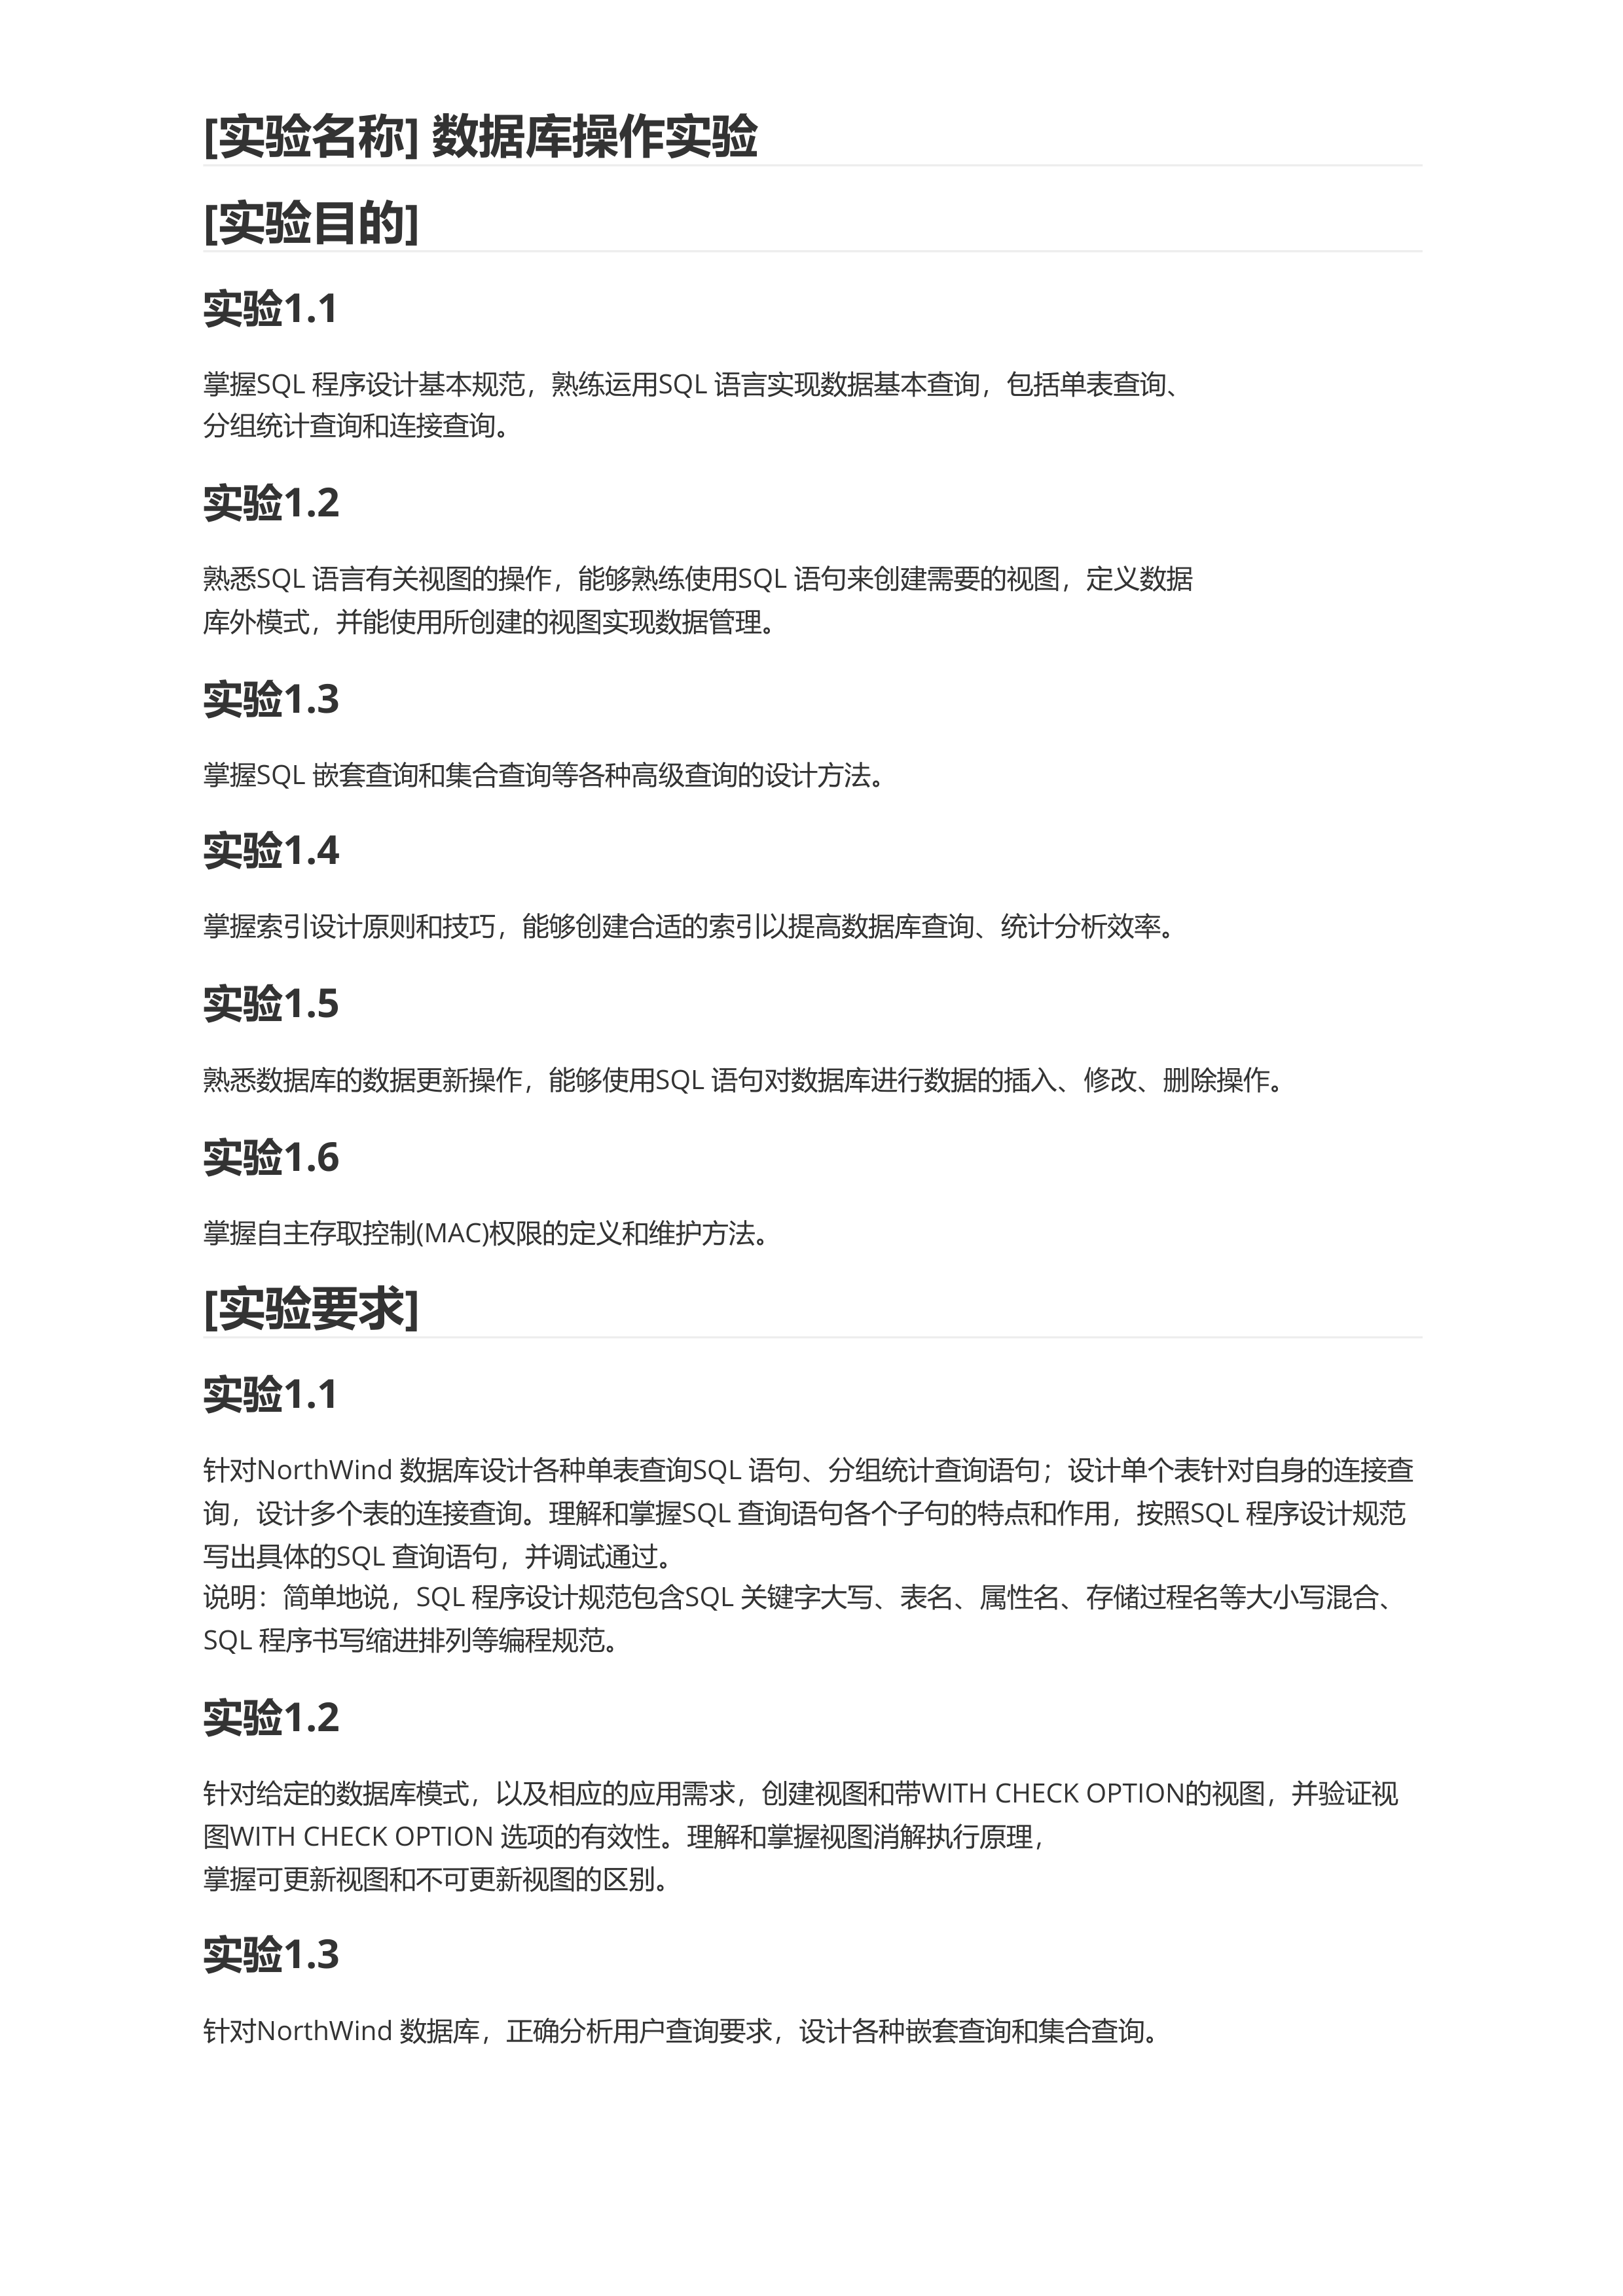 [实验名称] 数据库操作实验
[实验目的]
实验1.1
掌握SQL 程序设计基本规范，熟练运用SQL 语言实现数据基本查询，包括单表查询、
分组统计查询和连接查询。
实验1.2
熟悉SQL 语言有关视图的操作，能够熟练使用SQL 语句来创建需要的视图，定义数据
库外模式，并能使用所创建的视图实现数据管理。
实验1.3
掌握SQL 嵌套查询和集合查询等各种高级查询的设计方法。
实验1.4
掌握索引设计原则和技巧，能够创建合适的索引以提高数据库查询、统计分析效率。
实验1.5
熟悉数据库的数据更新操作，能够使用SQL 语句对数据库进行数据的插入、修改、删除操作。
实验1.6
掌握自主存取控制(MAC)权限的定义和维护方法。
[实验要求]
实验1.1
针对NorthWind 数据库设计各种单表查询SQL 语句、分组统计查询语句；设计单个表针对自身的连接查
询，设计多个表的连接查询。理解和掌握SQL 查询语句各个子句的特点和作用，按照SQL 程序设计规范
写出具体的SQL 查询语句，并调试通过。
说明：简单地说，SQL 程序设计规范包含SQL 关键字大写、表名、属性名、存储过程名等大小写混合、
SQL 程序书写缩进排列等编程规范。
实验1.2
针对给定的数据库模式，以及相应的应用需求，创建视图和带WITH CHECK OPTION的视图，并验证视
图WITH CHECK OPTION 选项的有效性。理解和掌握视图消解执行原理，
掌握可更新视图和不可更新视图的区别。
实验1.3
针对NorthWind 数据库，正确分析用户查询要求，设计各种嵌套查询和集合查询。